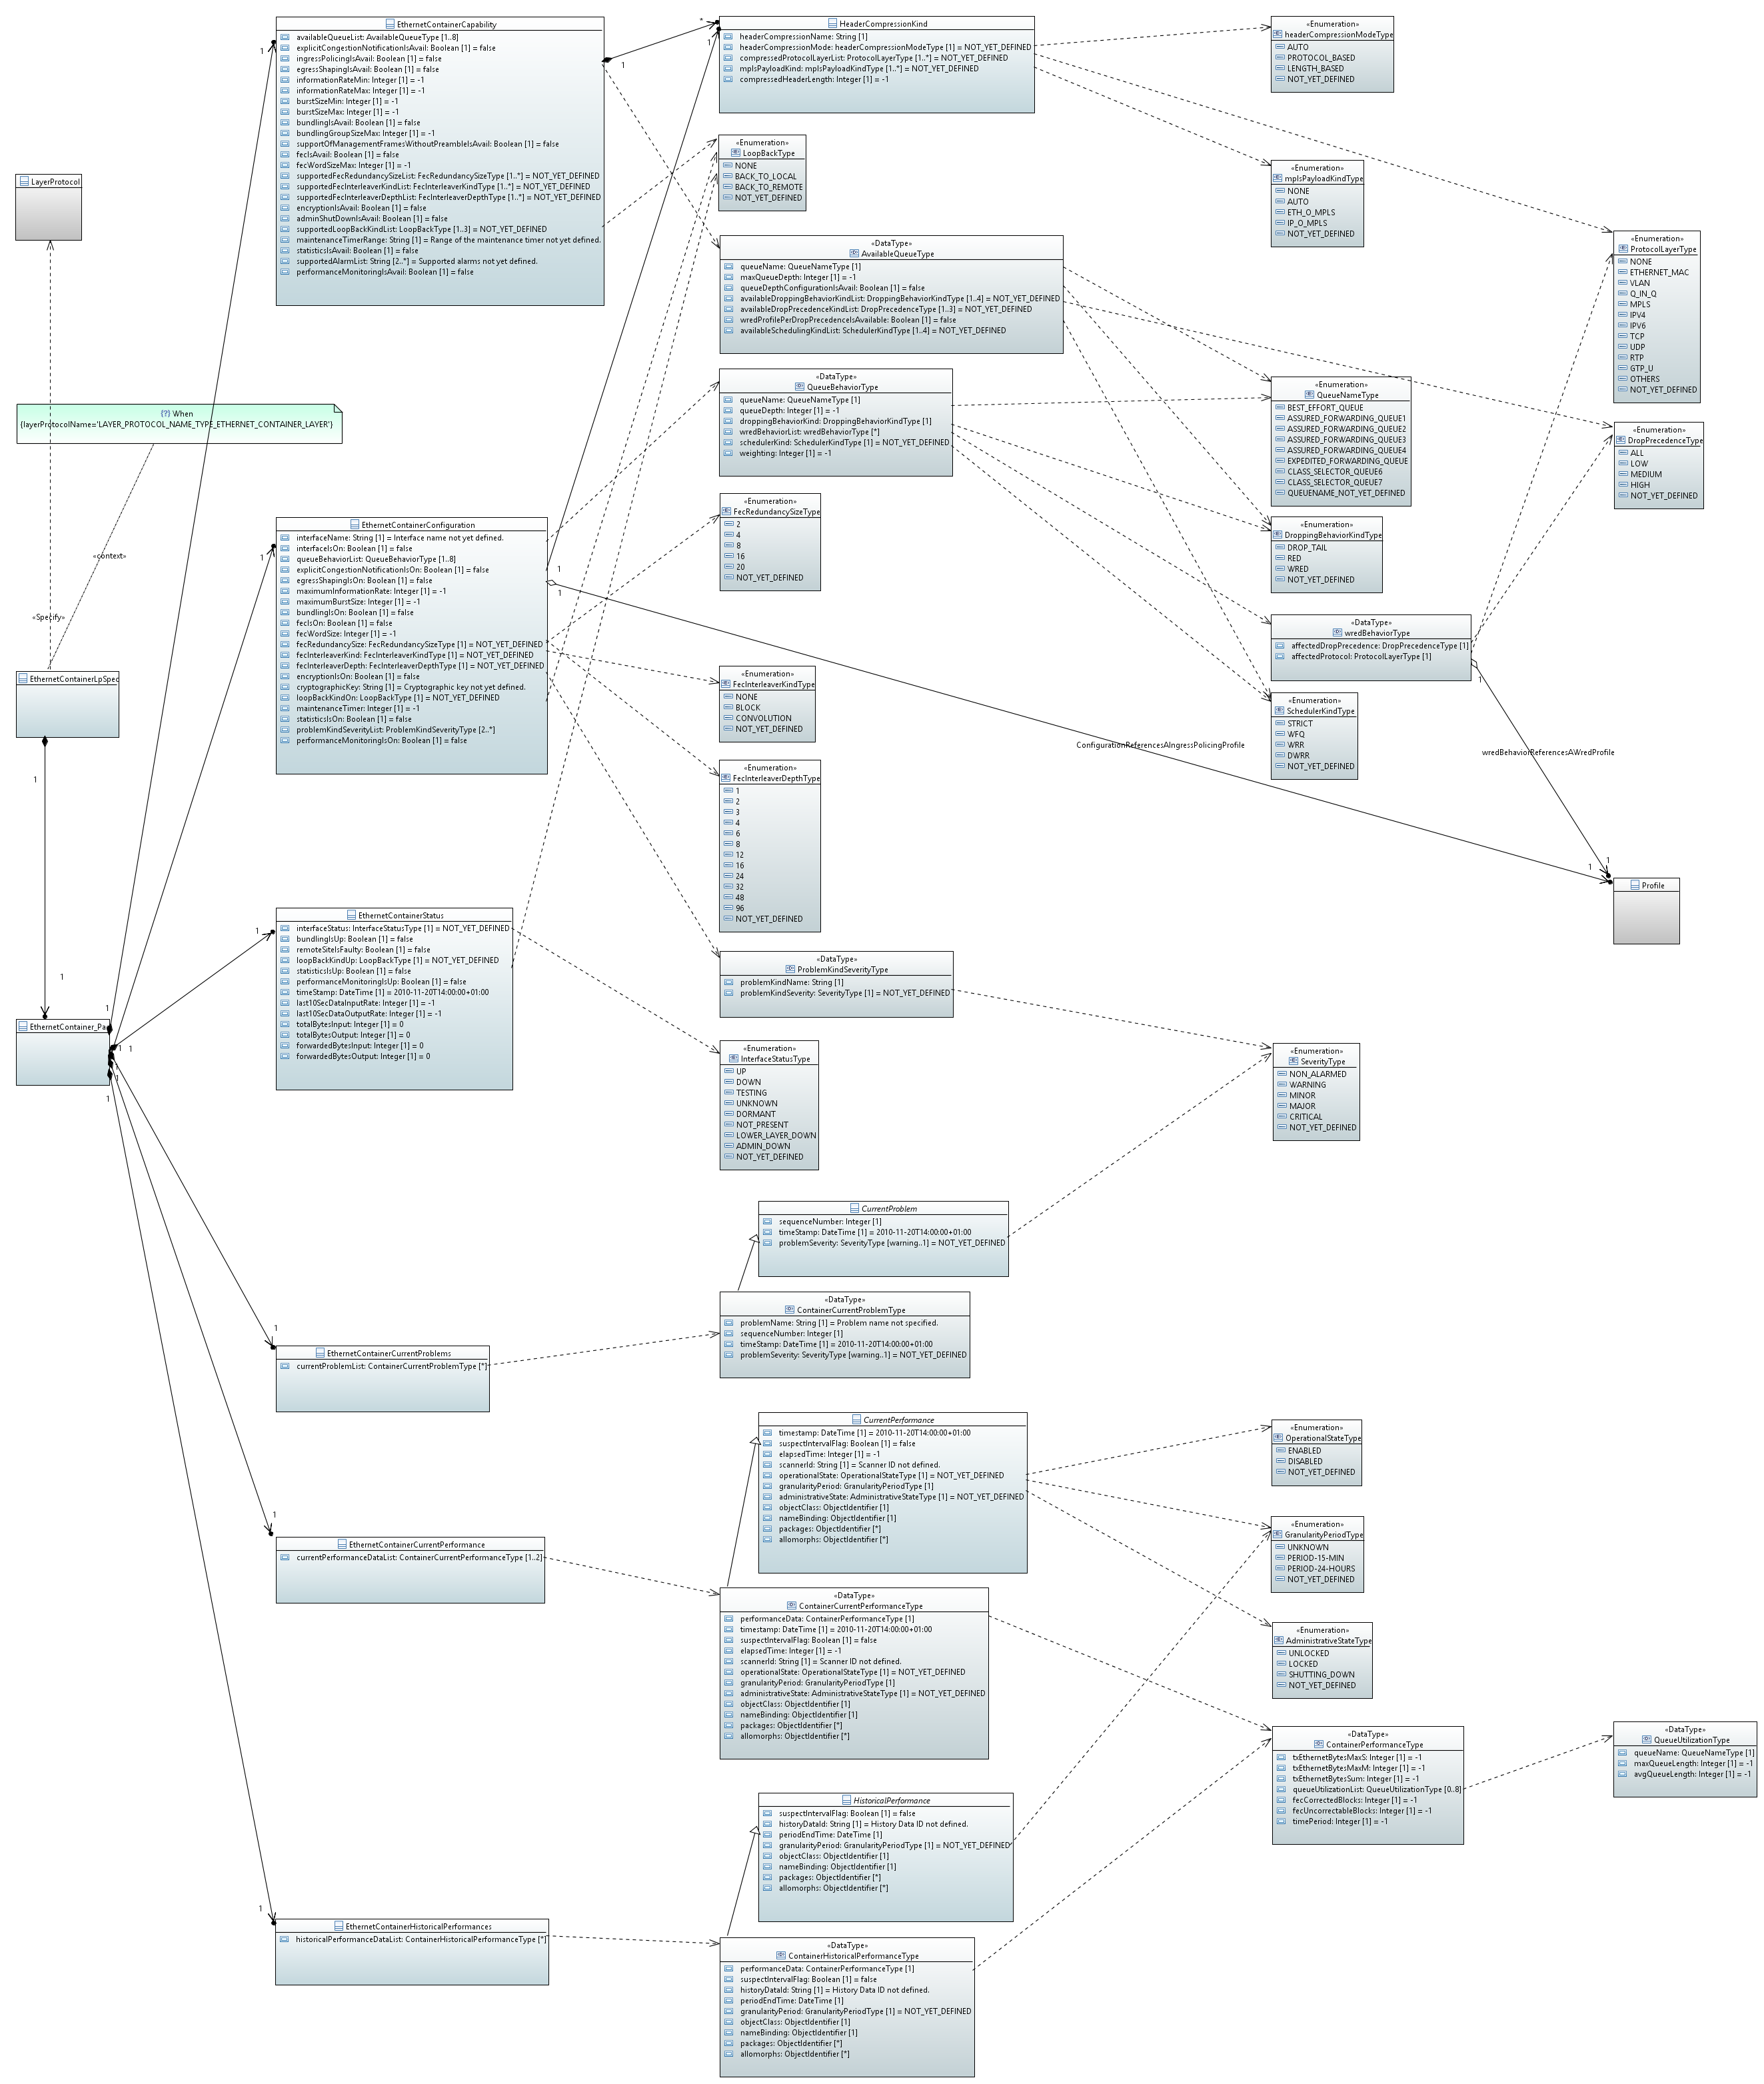 EthernetContainerCapability
availableQueueList: AvailableQueueType [1..8]
explicitCongestionNotificationIsAvail: Boolean [1] = false
ingressPolicingIsAvail: Boolean [1] = false
egressShapingIsAvail: Boolean [1] = false
informationRateMin: Integer [1] = -1
informationRateMax: Integer [1] = -1
burstSizeMin: Integer [1] = -1
burstSizeMax: Integer [1] = -1
bundlingIsAvail: Boolean [1] = false
bundlingGroupSizeMax: Integer [1] = -1
supportOfManagementFramesWithoutPreambleIsAvail: Boolean [1] = false
fecIsAvail: Boolean [1] = false
fecWordSizeMax: Integer [1] = -1
supportedFecRedundancySizeList: FecRedundancySizeType [1..*] = NOT_YET_DEFINED
supportedFecInterleaverKindList: FecInterleaverKindType [1..*] = NOT_YET_DEFINED
supportedFecInterleaverDepthList: FecInterleaverDepthType [1..*] = NOT_YET_DEFINED
encryptionIsAvail: Boolean [1] = false
adminShutDownIsAvail: Boolean [1] = false
supportedLoopBackKindList: LoopBackType [1..3] = NOT_YET_DEFINED
maintenanceTimerRange: String [1] = Range of the maintenance timer not yet defined.
statisticsIsAvail: Boolean [1] = false
supportedAlarmList: String [2..*] = Supported alarms not yet defined.
performanceMonitoringIsAvail: Boolean [1] = false
1
1
*
1
HeaderCompressionKind
headerCompressionName: String [1]
headerCompressionMode: headerCompressionModeType [1] = NOT_YET_DEFINED
compressedProtocolLayerList: ProtocolLayerType [1..*] = NOT_YET_DEFINED
mplsPayloadKind: mplsPayloadKindType [1..*] = NOT_YET_DEFINED
compressedHeaderLength: Integer [1] = -1
«Enumeration»
headerCompressionModeType
AUTO
PROTOCOL_BASED
LENGTH_BASED
NOT_YET_DEFINED
«Enumeration»
LoopBackType
NONE
BACK_TO_LOCAL
BACK_TO_REMOTE
NOT_YET_DEFINED
«Enumeration»
mplsPayloadKindType
NONE
AUTO
ETH_O_MPLS
IP_O_MPLS
NOT_YET_DEFINED
LayerProtocol
«DataType»
AvailableQueueType
queueName: QueueNameType [1]
maxQueueDepth: Integer [1] = -1
queueDepthConfigurationIsAvail: Boolean [1] = false
availableDroppingBehaviorKindList: DroppingBehaviorKindType [1..4] = NOT_YET_DEFINED
availableDropPrecedenceKindList: DropPrecedenceType [1..3] = NOT_YET_DEFINED
wredProfilePerDropPrecedenceIsAvailable: Boolean [1] = false
availableSchedulingKindList: SchedulerKindType [1..4] = NOT_YET_DEFINED
«Enumeration»
ProtocolLayerType
NONE
ETHERNET_MAC
VLAN
Q_IN_Q
MPLS
IPV4
IPV6
TCP
UDP
RTP
GTP_U
OTHERS
NOT_YET_DEFINED
«DataType»
QueueBehaviorType
queueName: QueueNameType [1]
queueDepth: Integer [1] = -1
droppingBehaviorKind: DroppingBehaviorKindType [1]
wredBehaviorList: wredBehaviorType [*]
schedulerKind: SchedulerKindType [1] = NOT_YET_DEFINED
weighting: Integer [1] = -1
«Enumeration»
QueueNameType
BEST_EFFORT_QUEUE
ASSURED_FORWARDING_QUEUE1
ASSURED_FORWARDING_QUEUE2
ASSURED_FORWARDING_QUEUE3
ASSURED_FORWARDING_QUEUE4
EXPEDITED_FORWARDING_QUEUE
CLASS_SELECTOR_QUEUE6
CLASS_SELECTOR_QUEUE7
QUEUENAME_NOT_YET_DEFINED
«Enumeration»
DropPrecedenceType
ALL
LOW
MEDIUM
HIGH
NOT_YET_DEFINED
{?} When
{layerProtocolName='LAYER_PROTOCOL_NAME_TYPE_ETHERNET_CONTAINER_LAYER'}
«context»
«Specify»
EthernetContainerLpSpec
1
1
EthernetContainer_Pa
1
EthernetContainerConfiguration
interfaceName: String [1] = Interface name not yet defined.
interfaceIsOn: Boolean [1] = false
queueBehaviorList: QueueBehaviorType [1..8]
explicitCongestionNotificationIsOn: Boolean [1] = false
egressShapingIsOn: Boolean [1] = false
maximumInformationRate: Integer [1] = -1
maximumBurstSize: Integer [1] = -1
bundlingIsOn: Boolean [1] = false
fecIsOn: Boolean [1] = false
fecWordSize: Integer [1] = -1
fecRedundancySize: FecRedundancySizeType [1] = NOT_YET_DEFINED
fecInterleaverKind: FecInterleaverKindType [1] = NOT_YET_DEFINED
fecInterleaverDepth: FecInterleaverDepthType [1] = NOT_YET_DEFINED
encryptionIsOn: Boolean [1] = false
cryptographicKey: String [1] = Cryptographic key not yet defined.
loopBackKindOn: LoopBackType [1] = NOT_YET_DEFINED
maintenanceTimer: Integer [1] = -1
statisticsIsOn: Boolean [1] = false
problemKindSeverityList: ProblemKindSeverityType [2..*]
performanceMonitoringIsOn: Boolean [1] = false
1
1
«Enumeration»
FecRedundancySizeType
2
4
8
16
20
NOT_YET_DEFINED
«Enumeration»
DroppingBehaviorKindType
DROP_TAIL
RED
WRED
NOT_YET_DEFINED
«DataType»
wredBehaviorType
affectedDropPrecedence: DropPrecedenceType [1]
affectedProtocol: ProtocolLayerType [1]
1
«Enumeration»
FecInterleaverKindType
NONE
BLOCK
CONVOLUTION
NOT_YET_DEFINED
«Enumeration»
SchedulerKindType
STRICT
WFQ
WRR
DWRR
NOT_YET_DEFINED
ConfigurationReferencesAIngressPolicingProfile
wredBehaviorReferencesAWredProfile
«Enumeration»
FecInterleaverDepthType
1
2
3
4
6
8
12
16
24
32
48
96
NOT_YET_DEFINED
1
1
Profile
1
EthernetContainerStatus
interfaceStatus: InterfaceStatusType [1] = NOT_YET_DEFINED
bundlingIsUp: Boolean [1] = false
remoteSiteIsFaulty: Boolean [1] = false
loopBackKindUp: LoopBackType [1] = NOT_YET_DEFINED
statisticsIsUp: Boolean [1] = false
performanceMonitoringIsUp: Boolean [1] = false
timeStamp: DateTime [1] = 2010-11-20T14:00:00+01:00
last10SecDataInputRate: Integer [1] = -1
last10SecDataOutputRate: Integer [1] = -1
totalBytesInput: Integer [1] = 0
totalBytesOutput: Integer [1] = 0
forwardedBytesInput: Integer [1] = 0
forwardedBytesOutput: Integer [1] = 0
1
1
1
1
1
«DataType»
ProblemKindSeverityType
problemKindName: String [1]
problemKindSeverity: SeverityType [1] = NOT_YET_DEFINED
«Enumeration»
InterfaceStatusType
UP
DOWN
TESTING
UNKNOWN
DORMANT
NOT_PRESENT
LOWER_LAYER_DOWN
ADMIN_DOWN
NOT_YET_DEFINED
«Enumeration»
SeverityType
NON_ALARMED
WARNING
MINOR
MAJOR
CRITICAL
NOT_YET_DEFINED
CurrentProblem
sequenceNumber: Integer [1]
timeStamp: DateTime [1] = 2010-11-20T14:00:00+01:00
problemSeverity: SeverityType [warning..1] = NOT_YET_DEFINED
«DataType»
ContainerCurrentProblemType
problemName: String [1] = Problem name not specified.
sequenceNumber: Integer [1]
timeStamp: DateTime [1] = 2010-11-20T14:00:00+01:00
problemSeverity: SeverityType [warning..1] = NOT_YET_DEFINED
1
EthernetContainerCurrentProblems
currentProblemList: ContainerCurrentProblemType [*]
CurrentPerformance
timestamp: DateTime [1] = 2010-11-20T14:00:00+01:00
suspectIntervalFlag: Boolean [1] = false
elapsedTime: Integer [1] = -1
scannerId: String [1] = Scanner ID not defined.
operationalState: OperationalStateType [1] = NOT_YET_DEFINED
granularityPeriod: GranularityPeriodType [1]
administrativeState: AdministrativeStateType [1] = NOT_YET_DEFINED
objectClass: ObjectIdentifier [1]
nameBinding: ObjectIdentifier [1]
packages: ObjectIdentifier [*]
allomorphs: ObjectIdentifier [*]
«Enumeration»
OperationalStateType
ENABLED
DISABLED
NOT_YET_DEFINED
«Enumeration»
GranularityPeriodType
UNKNOWN
PERIOD-15-MIN
PERIOD-24-HOURS
NOT_YET_DEFINED
1
EthernetContainerCurrentPerformance
currentPerformanceDataList: ContainerCurrentPerformanceType [1..2]
«DataType»
ContainerCurrentPerformanceType
performanceData: ContainerPerformanceType [1]
timestamp: DateTime [1] = 2010-11-20T14:00:00+01:00
suspectIntervalFlag: Boolean [1] = false
elapsedTime: Integer [1] = -1
scannerId: String [1] = Scanner ID not defined.
operationalState: OperationalStateType [1] = NOT_YET_DEFINED
granularityPeriod: GranularityPeriodType [1]
administrativeState: AdministrativeStateType [1] = NOT_YET_DEFINED
objectClass: ObjectIdentifier [1]
nameBinding: ObjectIdentifier [1]
packages: ObjectIdentifier [*]
allomorphs: ObjectIdentifier [*]
«Enumeration»
AdministrativeStateType
UNLOCKED
LOCKED
SHUTTING_DOWN
NOT_YET_DEFINED
«DataType»
ContainerPerformanceType
txEthernetBytesMaxS: Integer [1] = -1
txEthernetBytesMaxM: Integer [1] = -1
txEthernetBytesSum: Integer [1] = -1
queueUtilizationList: QueueUtilizationType [0..8]
fecCorrectedBlocks: Integer [1] = -1
fecUncorrectableBlocks: Integer [1] = -1
timePeriod: Integer [1] = -1
«DataType»
QueueUtilizationType
queueName: QueueNameType [1]
maxQueueLength: Integer [1] = -1
avgQueueLength: Integer [1] = -1
HistoricalPerformance
suspectIntervalFlag: Boolean [1] = false
historyDataId: String [1] = History Data ID not defined.
periodEndTime: DateTime [1]
granularityPeriod: GranularityPeriodType [1] = NOT_YET_DEFINED
objectClass: ObjectIdentifier [1]
nameBinding: ObjectIdentifier [1]
packages: ObjectIdentifier [*]
allomorphs: ObjectIdentifier [*]
1
EthernetContainerHistoricalPerformances
historicalPerformanceDataList: ContainerHistoricalPerformanceType [*]
«DataType»
ContainerHistoricalPerformanceType
performanceData: ContainerPerformanceType [1]
suspectIntervalFlag: Boolean [1] = false
historyDataId: String [1] = History Data ID not defined.
periodEndTime: DateTime [1]
granularityPeriod: GranularityPeriodType [1] = NOT_YET_DEFINED
objectClass: ObjectIdentifier [1]
nameBinding: ObjectIdentifier [1]
packages: ObjectIdentifier [*]
allomorphs: ObjectIdentifier [*]